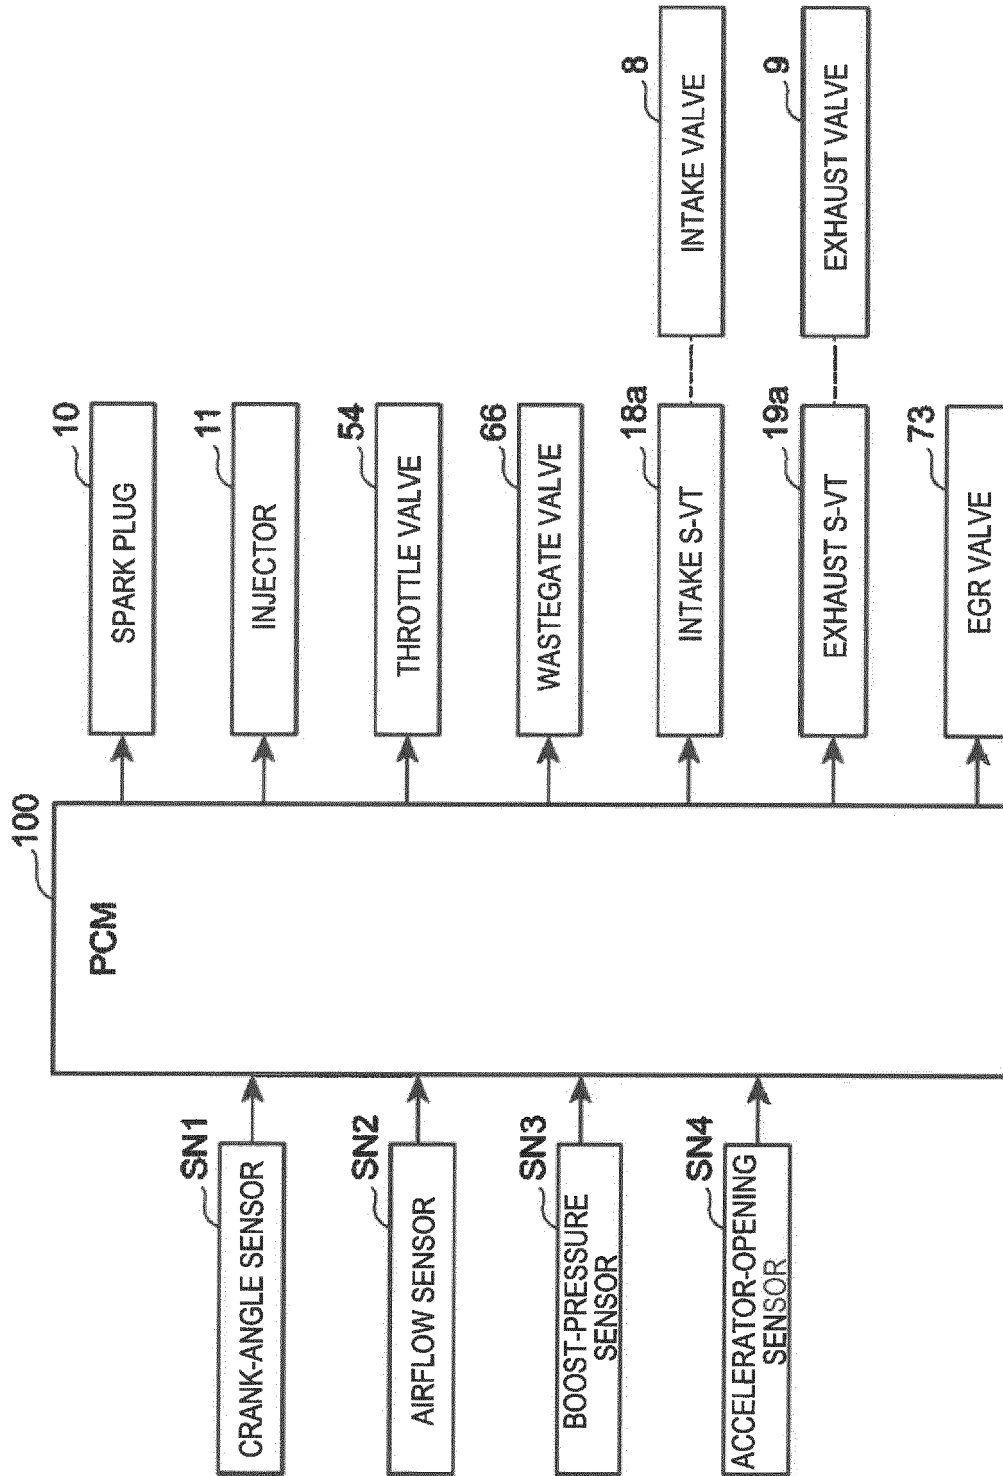 100
PCM
SN1
CRANK-ANGLE SENSOR
SN2
AIRFLOW SENSOR
SN3
BOOST-PRESSURE
SENSOR
SN4
ACCELERATOR-OPENING
SENSOR
10
SPARK PLUG
11
INJECTOR
54
THROTTLE VALVE
66
WASTEGATE VALVE
18a
INTAKE S-VT
8
INTAKE VALVE
19a
EXHAUST S-VT
9
EXHAUST VALVE
73
EGR VALVE